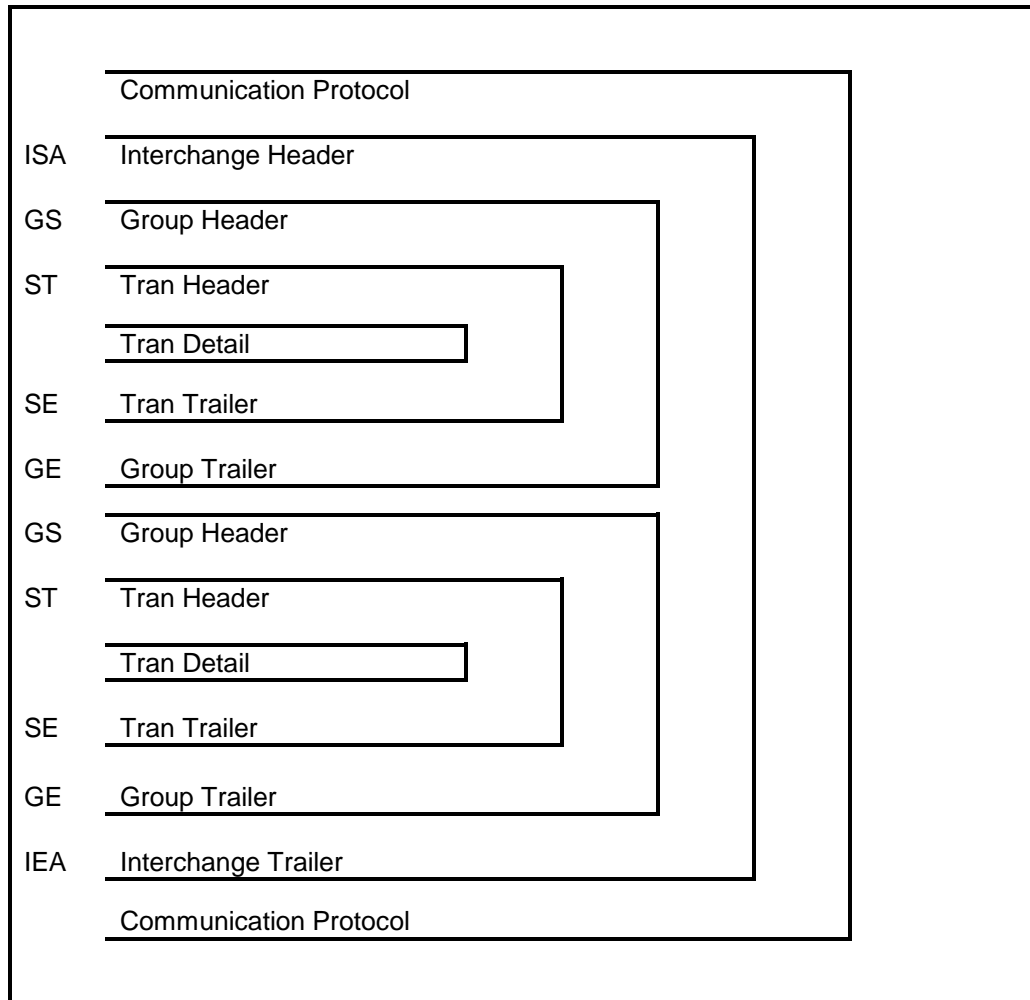 Communication Protocol
ISA Interchange Header
GS Group Header
ST Tran Header
Tran Detail
SE Tran Trailer
GE Group Trailer
GS Group Header
ST Tran Header
Tran Detail
SE Tran Trailer
GE Group Trailer
IEA Interchange Trailer
Communication Protocol